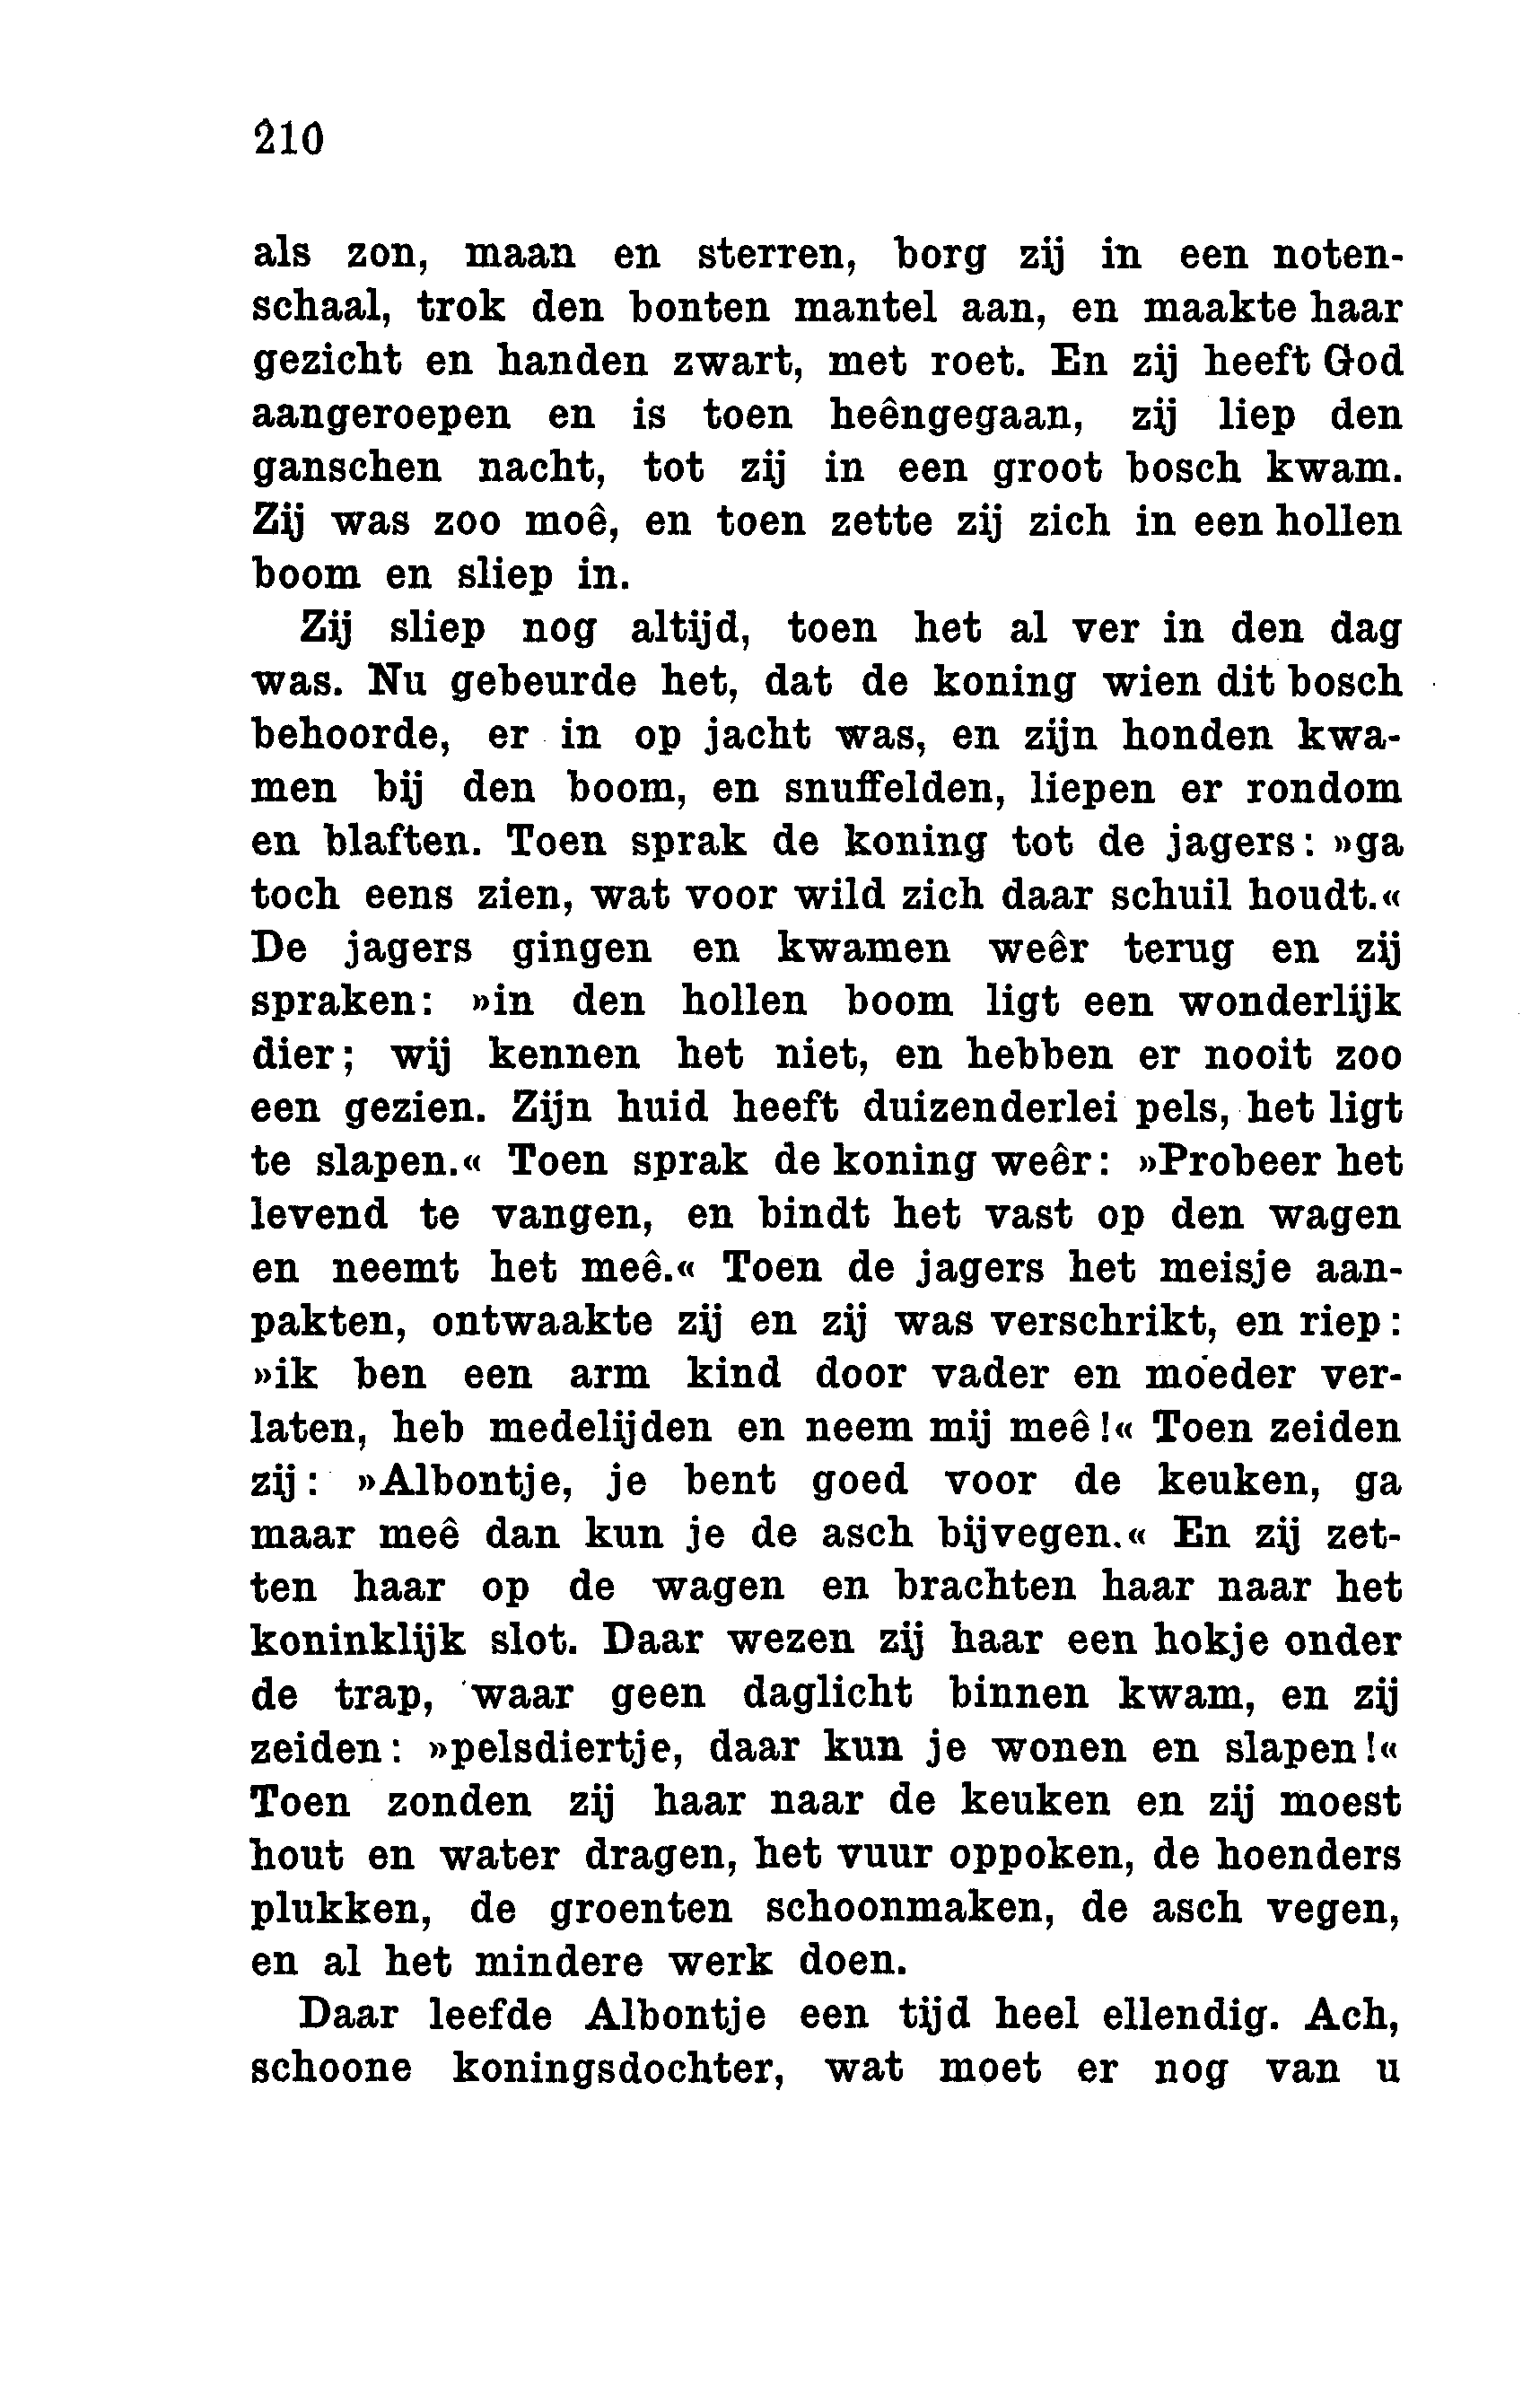 210
als zon, maan en sterren, borg zij in een noten-
schaal, trok den bonten mantel aan, en maakte haar
gezicht en handen zwart, met roet. En zij heeft God
aangeroepen en is toen heêngegaan, zij liep den
ganschen nacht, tot zij in een groot bosch kwam.
Zij was zoo moê, en toen zette zij zich in een hollen
boom en sliep in.
Zij sliep nog altijd, toen het al ver in den dag
was. Nu gebeurde het, dat de koning wien dit bosch
behoorde, er in op jacht was, en zijn honden kwa-
men bij den boom, en snuffelden, liepen er rondom
en blaften. Toen sprak de koning tot de jagers: »ga
toch eens zien, wat voor wild zich daar schuil houdt.«
De jagers gingen en kwamen weêr terug en zij
spraken: »in den hollen boom ligt een wonderlijk
dier; wij kennen het niet, en hebben er nooit zoo
een gezien. Zijn huid heeft duizenderlei pels, het ligt
te slapen.« Toen sprak de koning weêr: »Probeer het
levend te vangen, en bindt het vast op den wagen
en neemt het meê.« Toen de jagers het meisje aan-
pakten, ontwaakte zij en zij was verschrikt, en riep:
»ik ben een arm kind door vader en moeder ver-
laten, heb medelijden en neem mij meê!« Toen zeiden
zij: »Albontje, je bent goed voor de keuken, ga
maar meê dan kun je de asch bijvegen.« En zij zet-
ten haar op de wagen en brachten haar naar het
koninklijk slot. Daar wezen zij haar een hokje onder
de trap, waar geen daglicht binnen kwam, en zij
zeiden: »pelsdiertje, daar kun je wonen en slapen!«
Toen zonden zij haar naar de keuken en zij moest
hout en water dragen, het vuur oppoken, de hoenders
plukken, de groenten schoonmaken, de asch vegen,
en al het mindere werk doen.
Daar leefde Albontje een tijd heel ellendig. Ach,
schoone koningsdochter, wat moet er nog van u